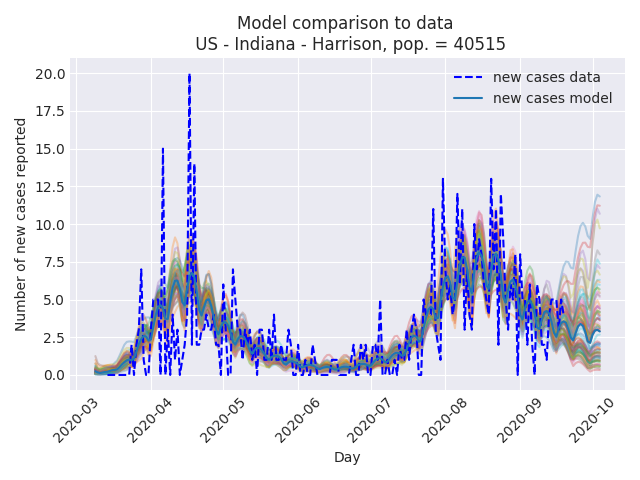 Model comparison to data
US - Indiana - Harrison, pop. = 40515
new cases data
new cases model
20.0
17.5
15.0
12.5
10.0
7.5
5.0
2.5
0.0
Number of new cases reported
2020-03
2020-04
2020-05
2020-06
2020-07
2020-08
2020-09
2020-10
Day